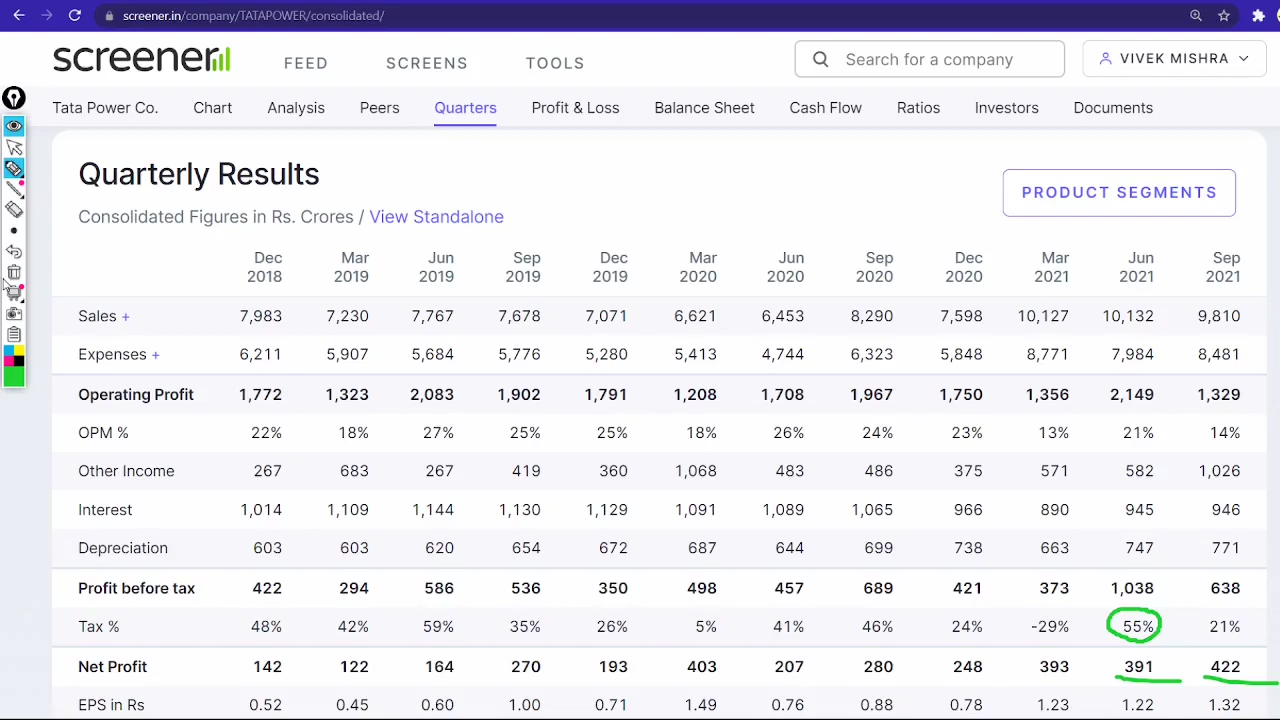 screener.in/company/TATAPOWER/consolidated/
screener FEED SCREENS TOOLS Search for a company VIVEK MISHRA
Tata Power Co. Chart Analysis Peers Quarters Profit & Loss Balance Sheet Cash Flow Ratios Investors Documents
Quarterly Results
PRODUCT SEGMENTS
Consolidated Figures in Rs. Crores / View Standalone
Dec Mar Jun Sep Dec Mar Jun Sep Dec Mar Jun Sep
2018 2019 2019 2019 2019 2020 2020 2020 2020 2021 2021 2021
Sales + 7,983 7,230 7,767 7,678 7,071 6,621 6,453 8,290 7,598 10,127 10,132 9,810
Expenses + 6,211 5,907 5,684 5,776 5,280 5,413 4,744 6,323 5,848 8,771 7,984 8,481
Operating Profit 1,772 1,323 2,083 1,902 1,791 1,208 1,708 1,967 1,750 1,356 2,149 1,329
OPM % 22% 18% 27% 25% 25% 18% 26% 24% 23% 13% 21% 14%
Other Income 267 683 267 419 360 1,068 483 486 375 571 582 1,026
Interest 1,014 1,109 1,144 1,130 1,129 1,091 1,089 1,065 966 890 945 946
Depreciation 603 603 620 654 672 687 644 699 738 663 747 771
Profit before tax 422 294 586 536 350 498 457 689 421 373 1,038 638
Tax % 48% 42% 59% 35% 26% 5% 41% 46% 24% -29% 55% 21%
Net Profit 142 122 164 270 193 403 207 280 248 393 391 422
EPS in Rs 0.52 0.45 0.60 1.00 0.71 1.49 0.76 0.88 0.78 1.23 1.22 1.32